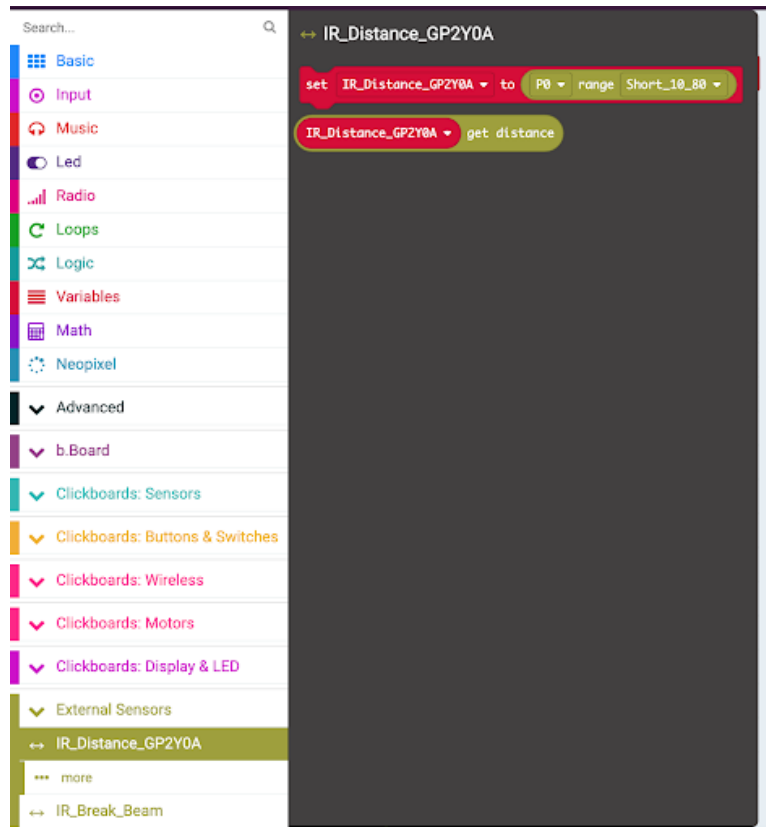 Search...
Basic
Input
Music
Led
Radio
Loops
Logic
Variables
Math
Neopixel
Advanced
b.Board
Clickboards: Sensors
Clickboards: Buttons & Switches
Clickboards: Wireless
Clickboards: Motors
Clickboards: Display & LED
External Sensors
IR_Distance_GP2Y0A
more
IR_Break_Beam
IR_Distance_GP2Y0A
set IR_Distance_GP2Y0A to P0 range Short_10_80
IR_Distance_GP2Y0A get distance